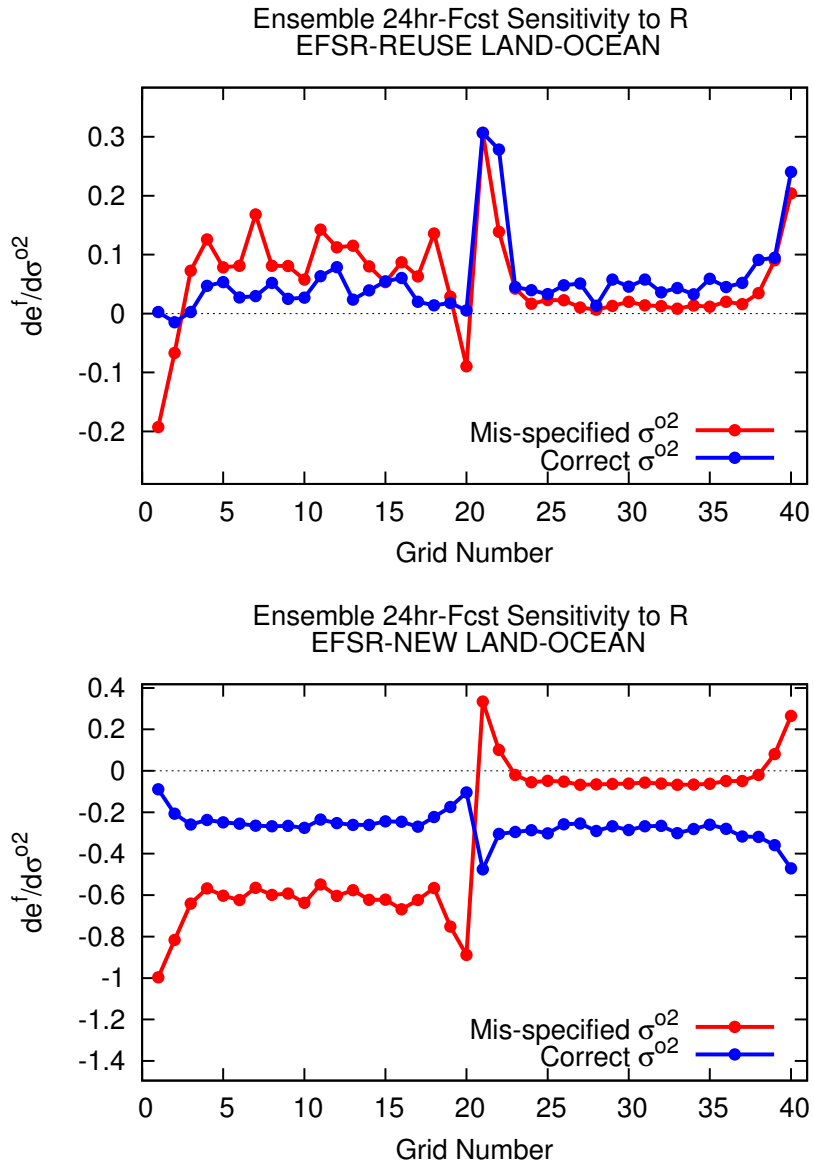 Ensemble 24hr-Fcst Sensitivity to R
EFSR-REUSE LAND-OCEAN
0.3
0.2
0.1
0
-0.1
-0.2
de^f/dσ^o2
Mis-specified σ^o2
Correct σ^o2
0 5 10 15 20 25 30 35 40
Grid Number
Ensemble 24hr-Fcst Sensitivity to R
EFSR-NEW LAND-OCEAN
0.4
0.2
0
-0.2
-0.4
-0.6
-0.8
-1
-1.2
-1.4
de^f/dσ^o2
Mis-specified σ^o2
Correct σ^o2
0 5 10 15 20 25 30 35 40
Grid Number